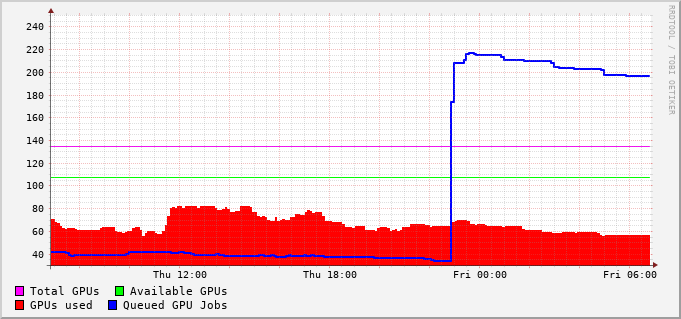 240
220
200
180
160
140
120
100
80
60
40
Thu 12:00 Thu 18:00 Fri 00:00 Fri 06:00
Total GPUs Available GPUs
GPUs used Queued GPU Jobs
RRDTOOL / TOBI OETIKER